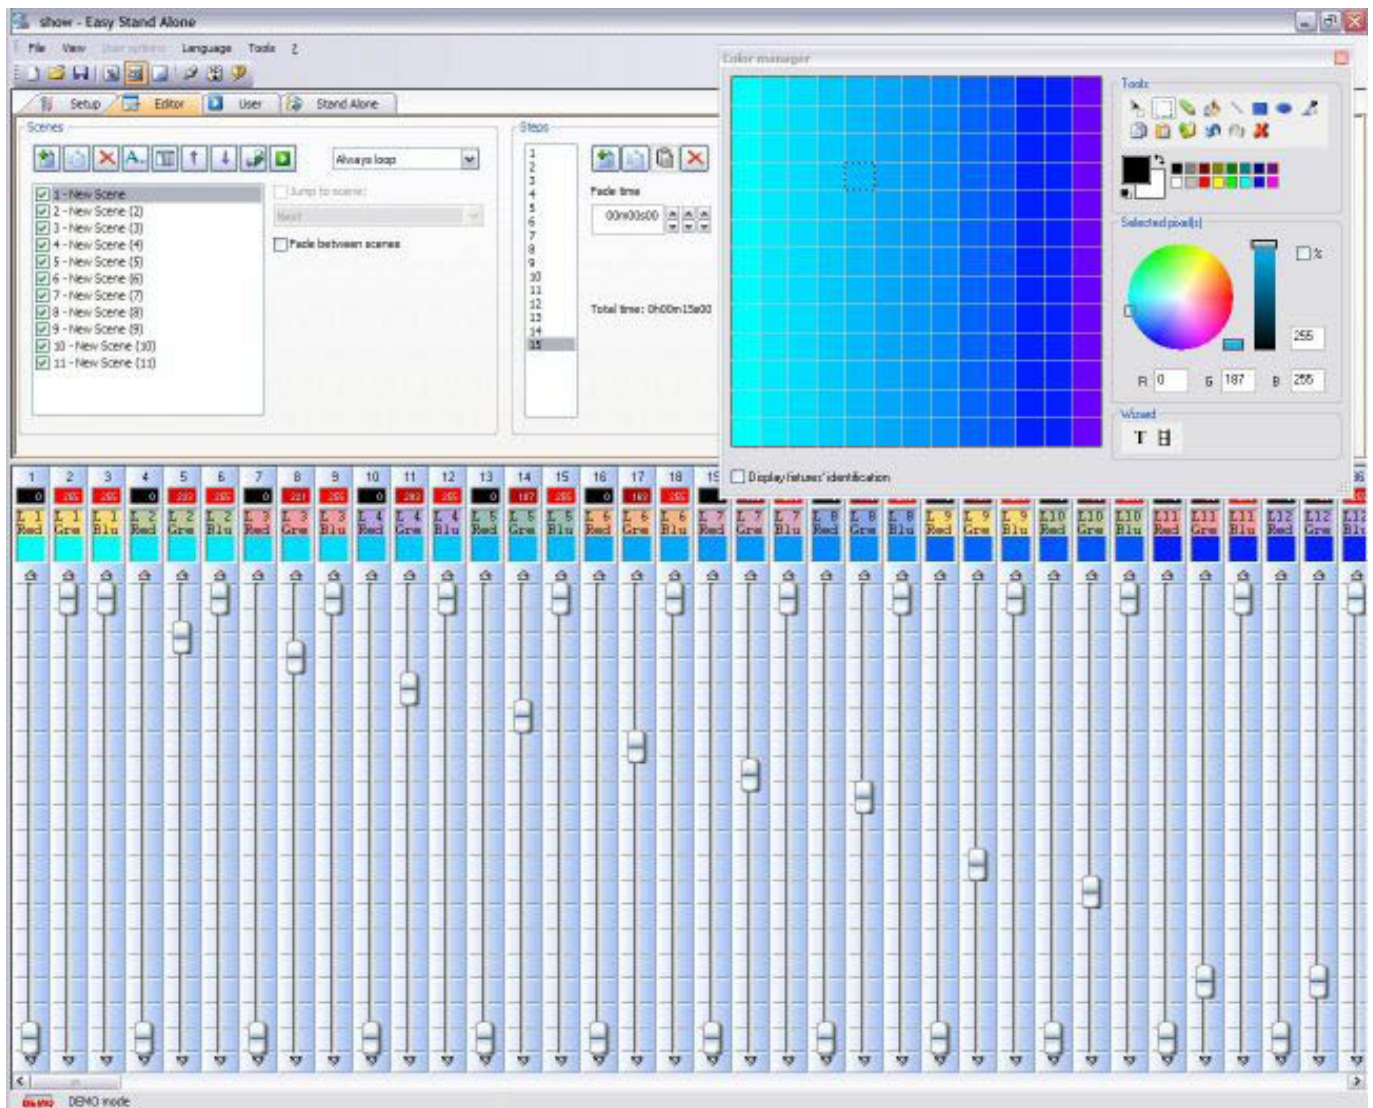 show - Easy Stand Alone
File View User options Language Tools ?
Color manager
Setup Editor User Stand Alone
Scenes
Always loop
1 - New Scene
2 - New Scene (2)
3 - New Scene (3)
4 - New Scene (4)
5 - New Scene (5)
6 - New Scene (6)
7 - New Scene (7)
8 - New Scene (8)
9 - New Scene (9)
10 - New Scene (10)
11 - New Scene (11)
Jump to scene:
Next
Fade between scenes
Steps
1
2
3
4
5
6
7
8
9
10
11
12
13
14
15
Fade time
00m00s00
Total time: 0h00m15s00
Tools
Selected pixel(s)
%
255
R 0 G 187 B 255
Wizard
T
Display fixtures' identification
1 2 3 4 5 6 7 8 9 10 11 12 13 14 15 16 17 18
0 255 255 0 255 0 221 255 0 203 255 0 187 255 0 255
L 1 L 1 L 1 L 2 L 2 L 2 L 3 L 3 L 3 L 4 L 4 L 4 L 5 L 5 L 5 L 6 L 6 L 6 L 7 L 7 L 7 L 8 L 8 L 8 L 9 L 9 L 9 L10 L10 L10 L11 L11 L11 L12 L12 L12
Red Gre Blu Red Gre Blu Red Gre Blu Red Gre Blu Red Gre Blu Red Gre Blu Red Gre Blu Red Gre Blu Red Gre Blu Red Gre Blu Red Gre Blu Red Gre Blu
DEMO DEMO mode